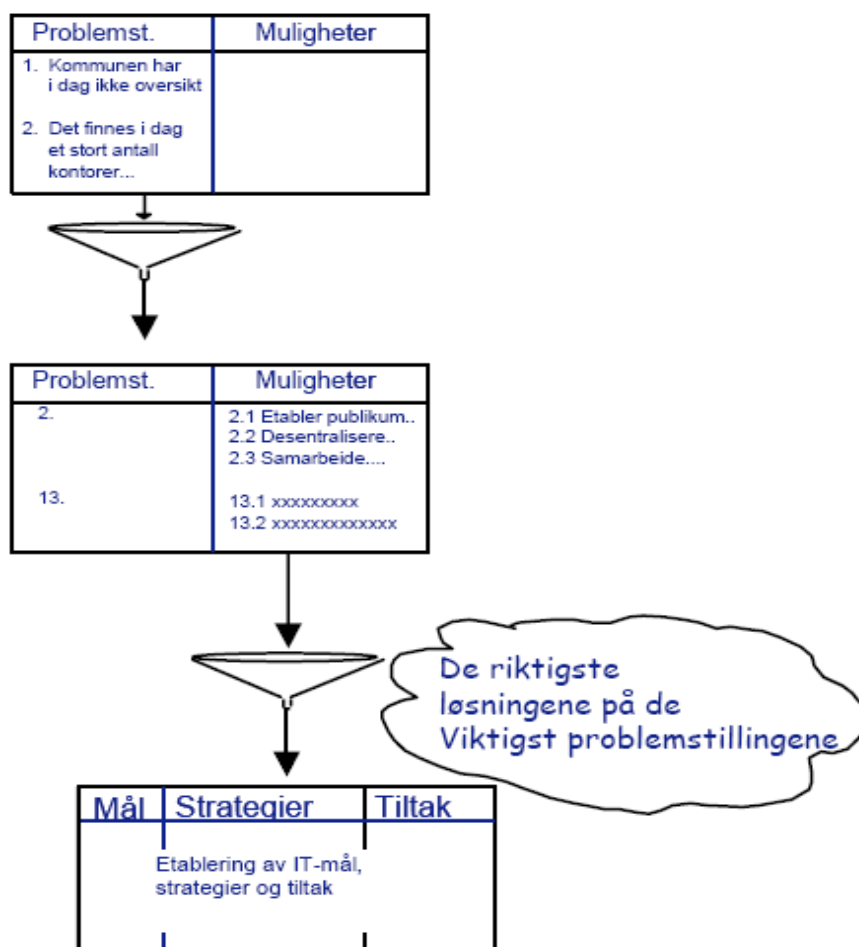 Problemst. Muligheter
1. Kommunen har
i dag ikke oversikt
2. Det finnes i dag
et stort antall
kontorer...
Problemst. Muligheter
2. 2.1 Etabler publikum..
2.2 Desentralisere..
2.3 Samarbeide....
13. 13.1 xxxxxxxxx
13.2 xxxxxxxxxxxxx
De riktigste
løsningene på de
Viktigst problemstillingene
Mål Strategier Tiltak
Etablering av IT-mål,
strategier og tiltak